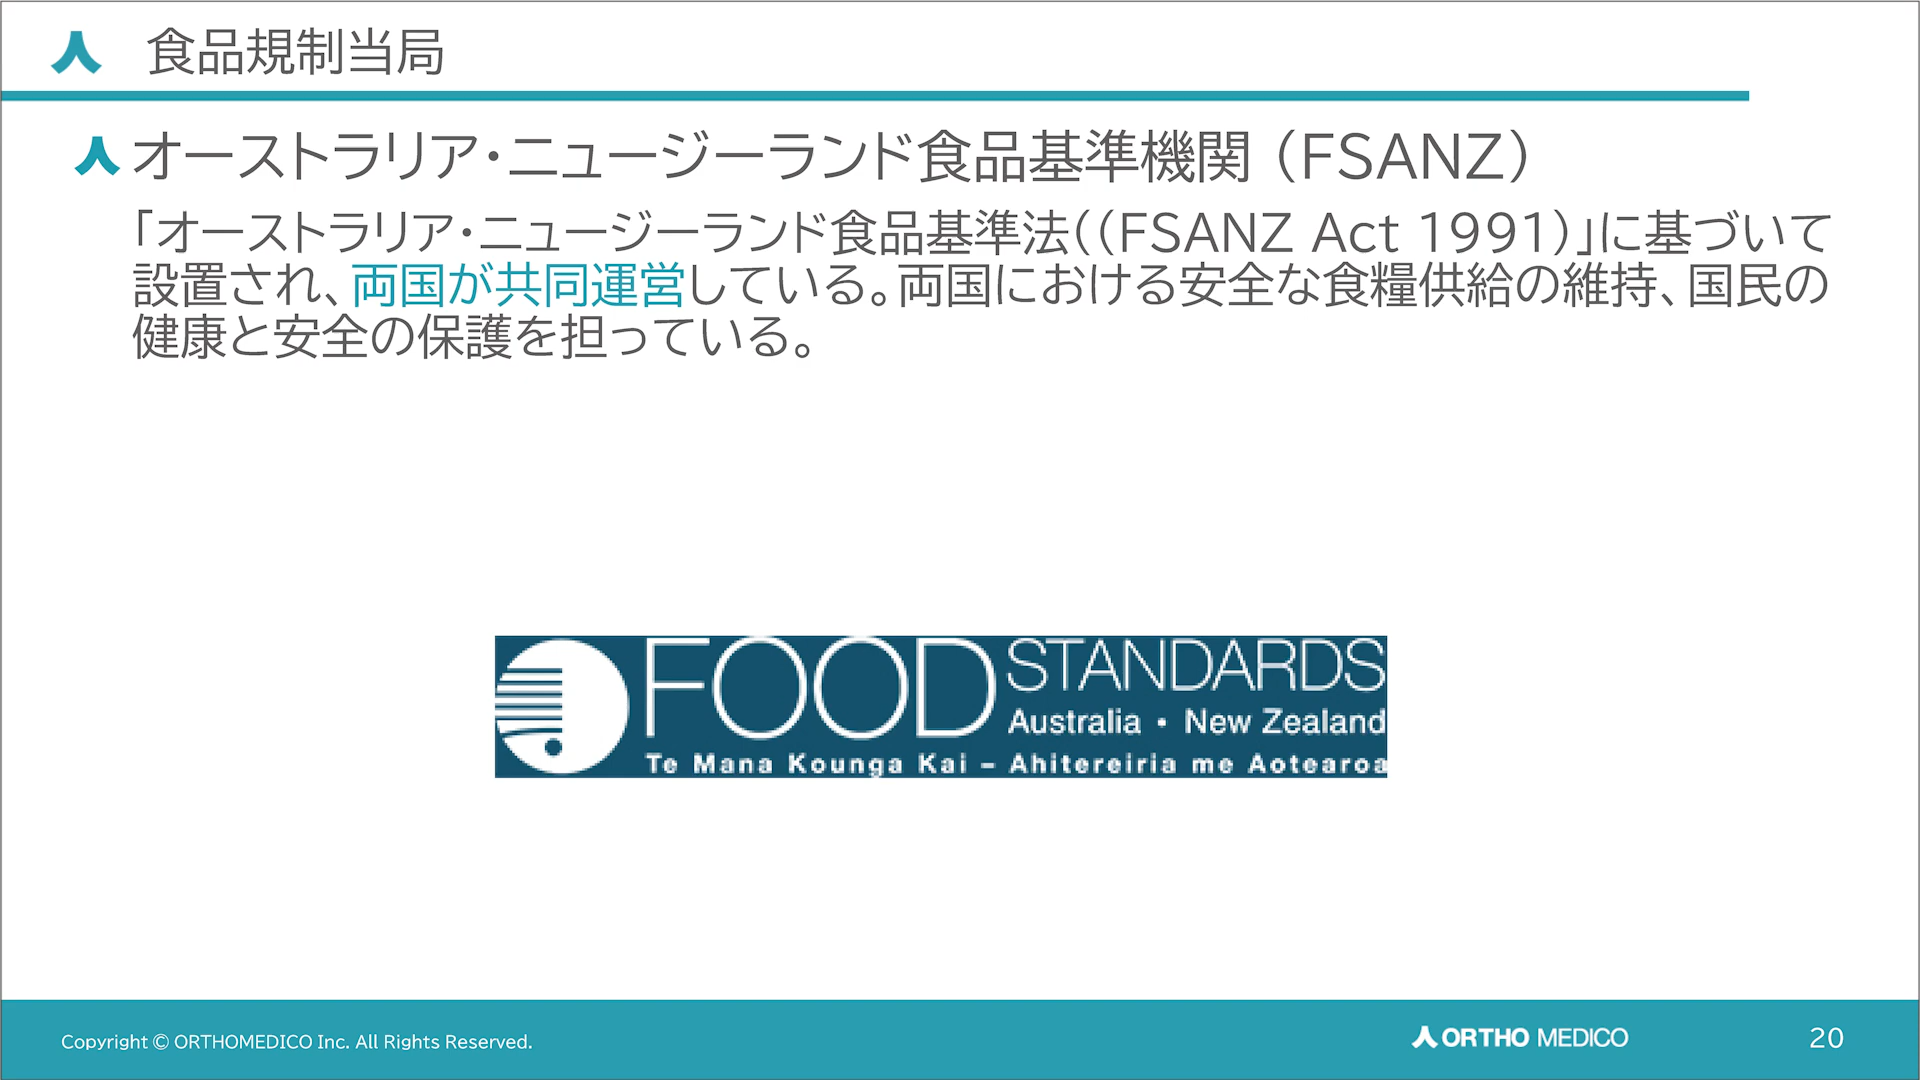 食品規制当局
オーストラリア・ニュージーランド食品基準機関（FSANZ）
「オーストラリア・ニュージーランド食品基準法（（FSANZ Act 1991）」に基づいて
設置され、両国が共同運営している。両国における安全な食糧供給の維持、国民の
健康と安全の保護を担っている。
FOOD STANDARDS
Australia • New Zealand
Te Mana Kounga Kai – Ahitereiria me Aotearoa
Copyright © ORTHOMEDICO Inc. All Rights Reserved.
ORTHO MEDICO
20